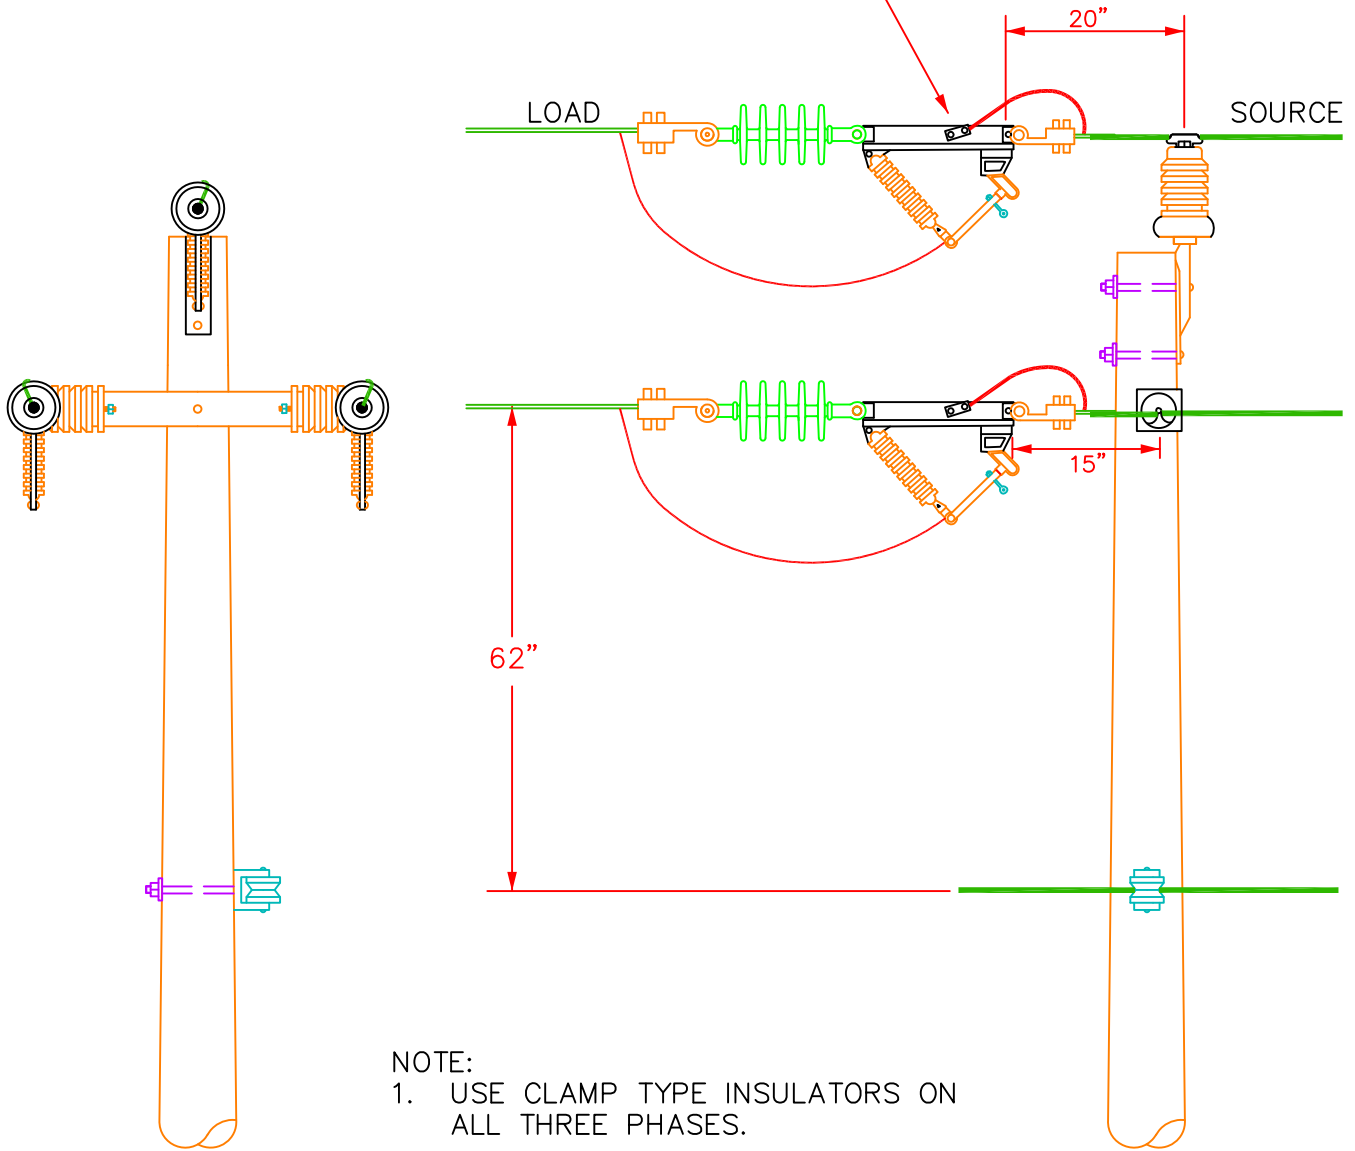 20”
LOAD
SOURCE
15”
62”
NOTE:
1. USE CLAMP TYPE INSULATORS ON
ALL THREE PHASES.